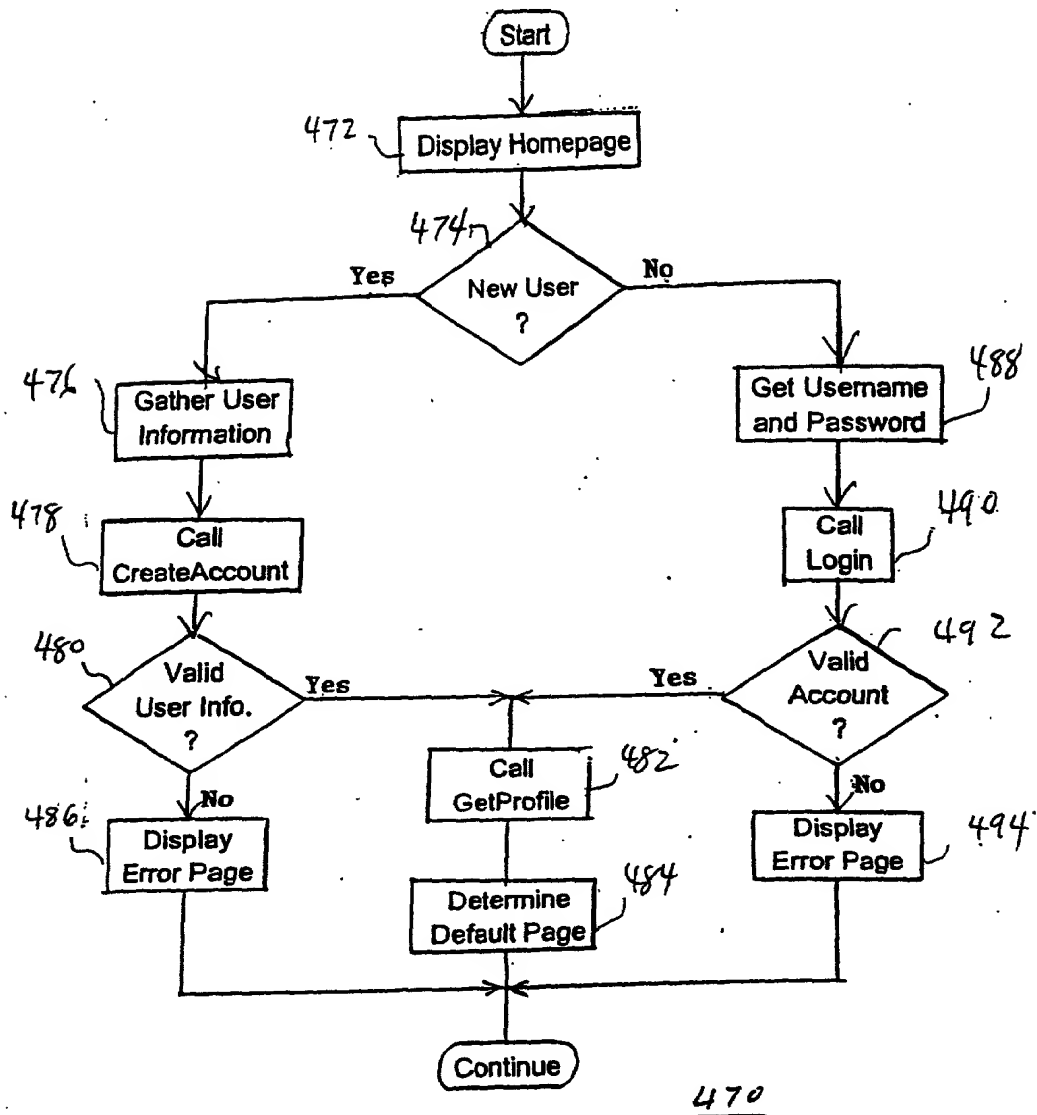 Start
472
Display Homepage
474
Yes
New User
?
No
476
Gather User
Information
488
Get Username
and Password
478
Call
CreateAccount
490
Call
Login
480
Valid
User Info.
?
Yes
492
Valid
Account
?
Yes
482
Call
GetProfile
No
486
Display
Error Page
No
494
Display
Error Page
484
Determine
Default Page
Continue
470